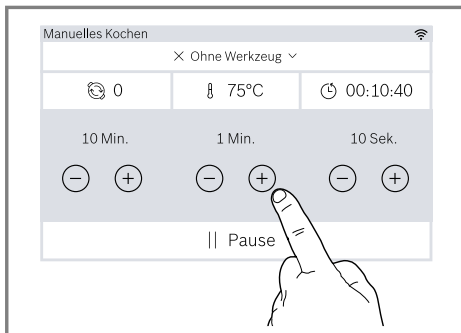 Manuelles Kochen
Ohne Werkzeug
0 75°C 00:10:40
10 Min. 1 Min. 10 Sek.
Pause